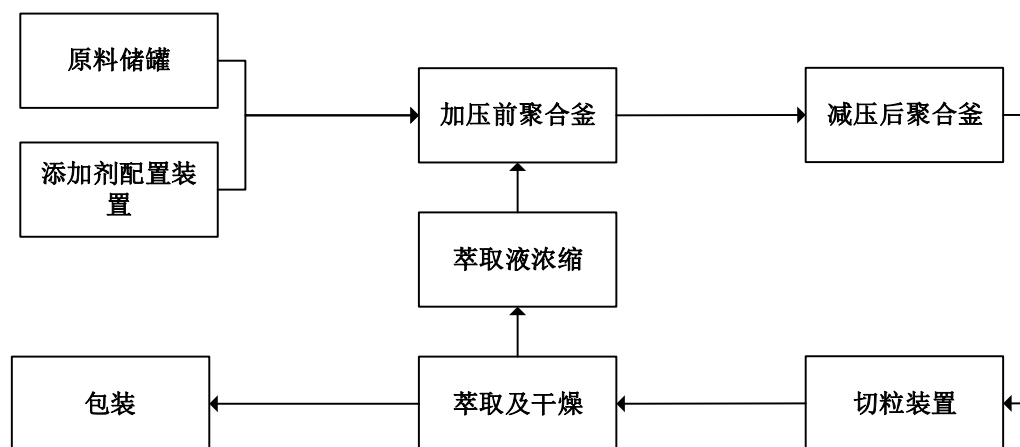 原料储罐
加压前聚合釜
减压后聚合釜
添加剂配置装
置
萃取液浓缩
包装
萃取及干燥
切粒装置